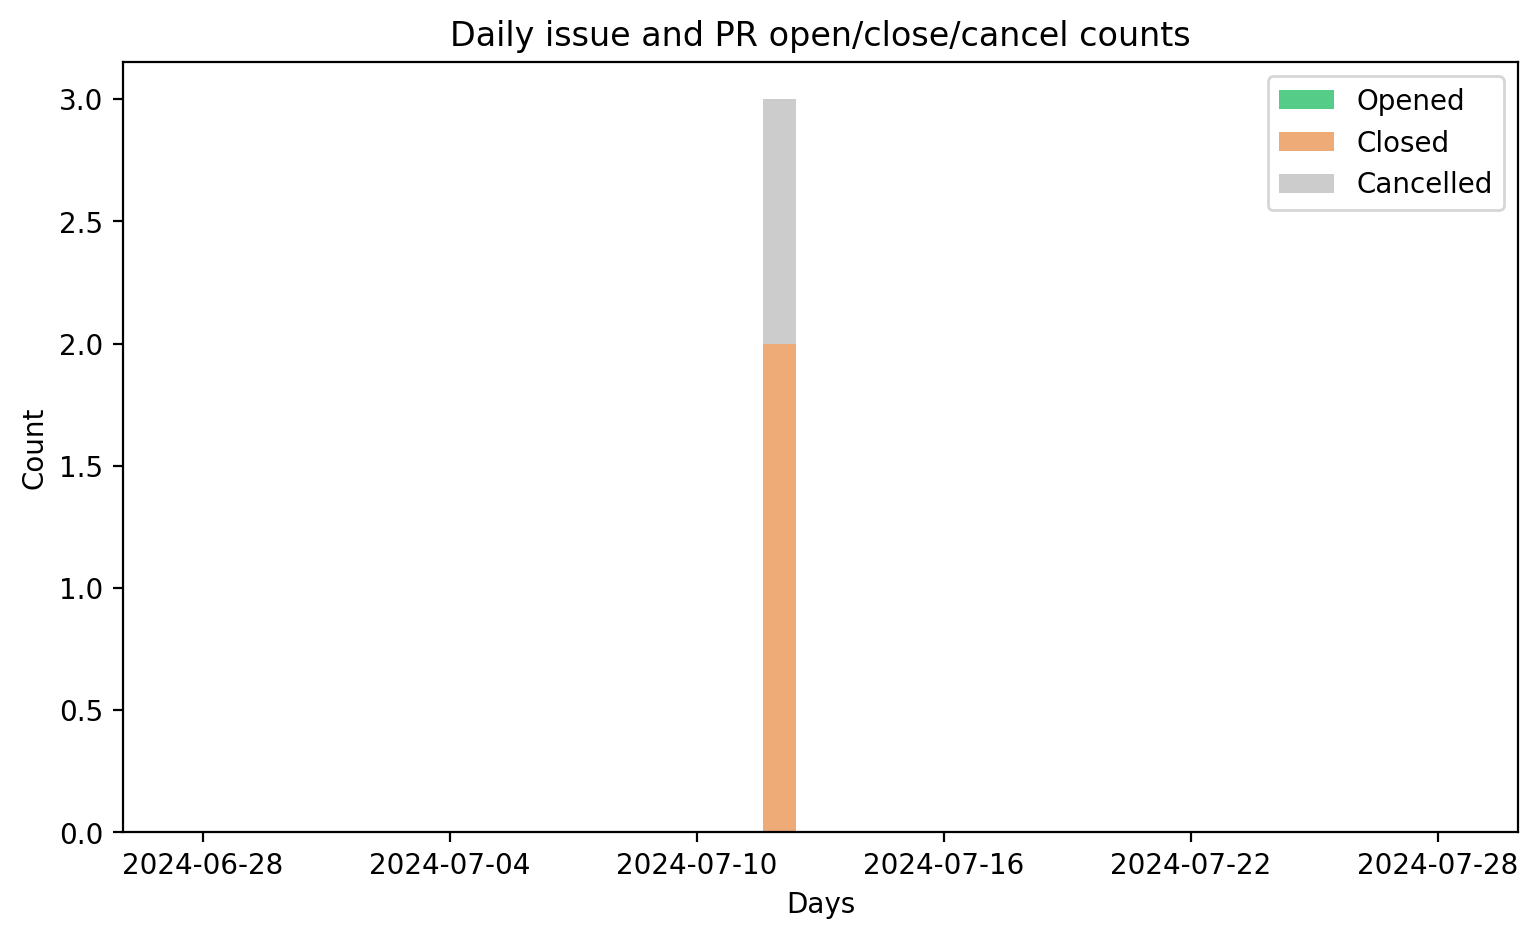 Daily issue and PR open/close/cancel counts
Opened
Closed
Cancelled
3.0
2.5
2.0
1.5
1.0
0.5
0.0
Count
2024-06-28 2024-07-04 2024-07-10 2024-07-16 2024-07-22 2024-07-28
Days